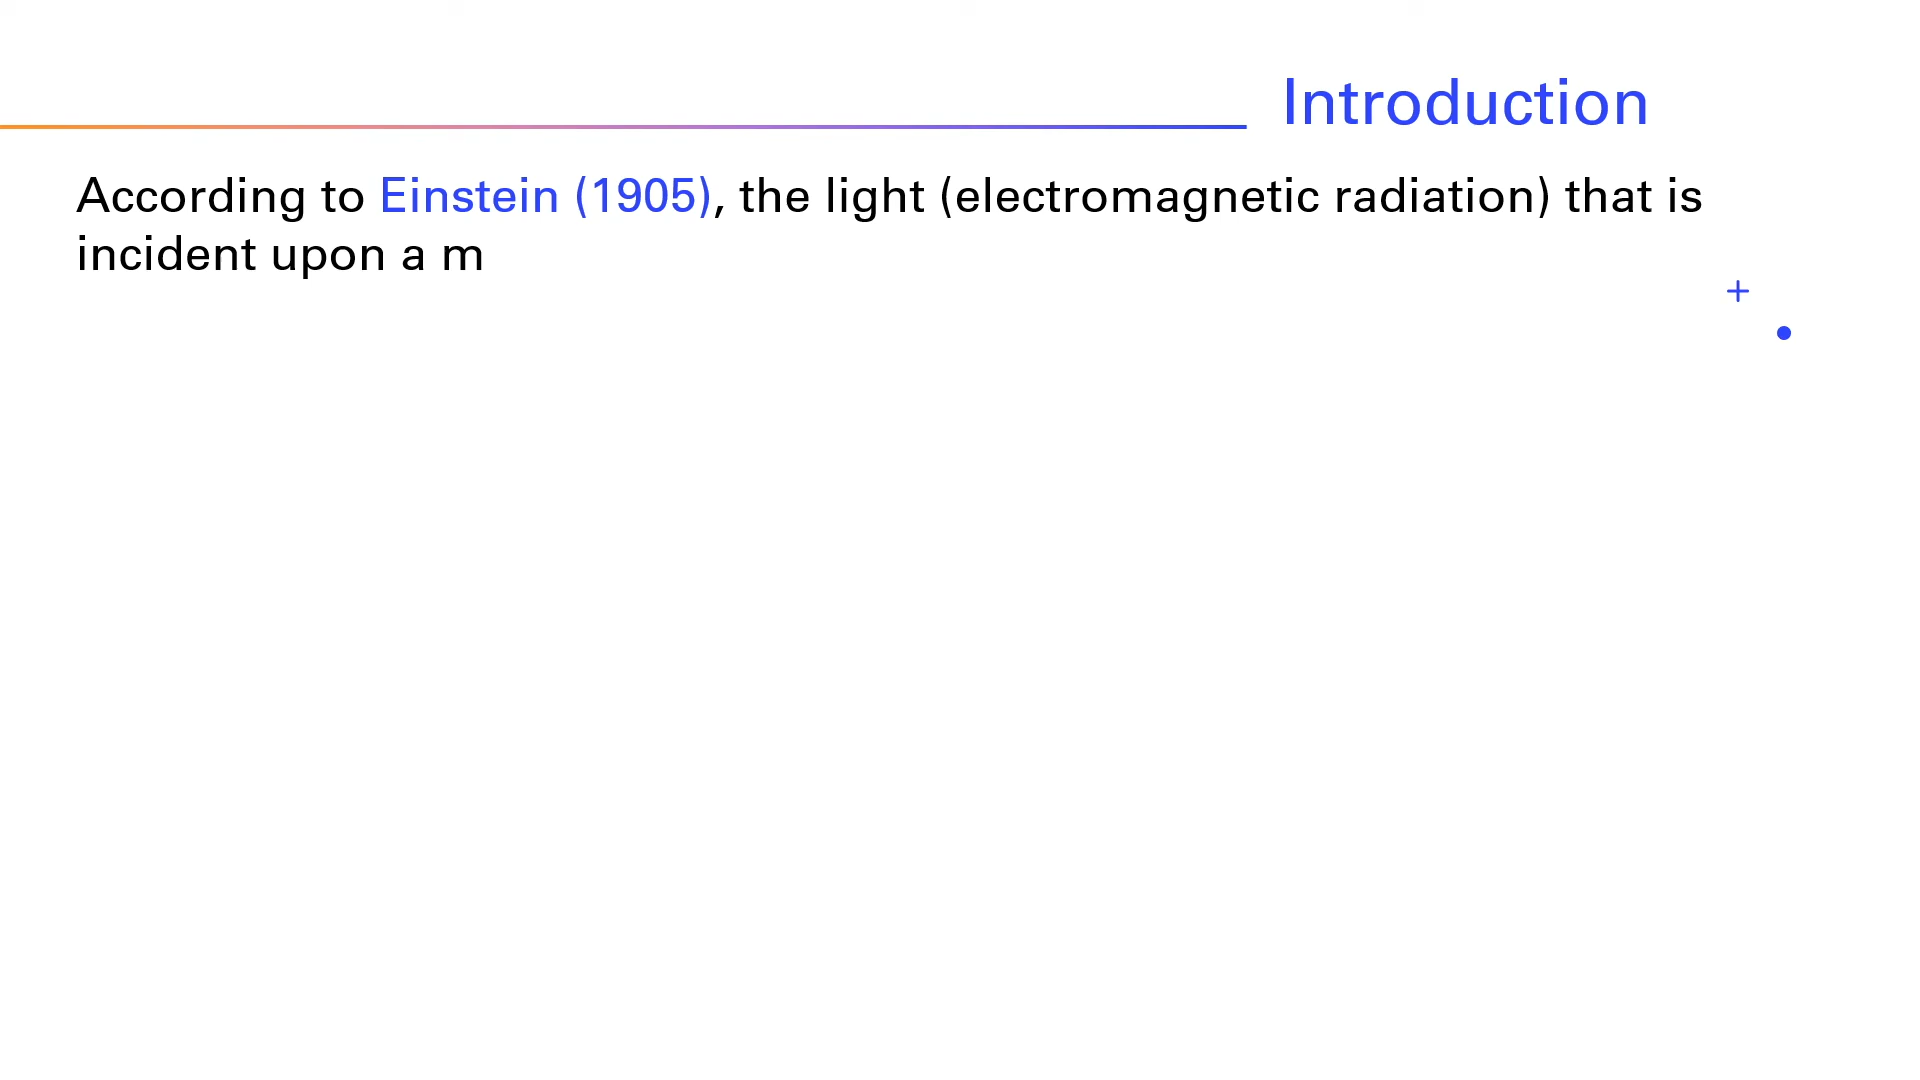 Introduction
According to Einstein (1905), the light (electromagnetic radiation) that is
incident upon a m